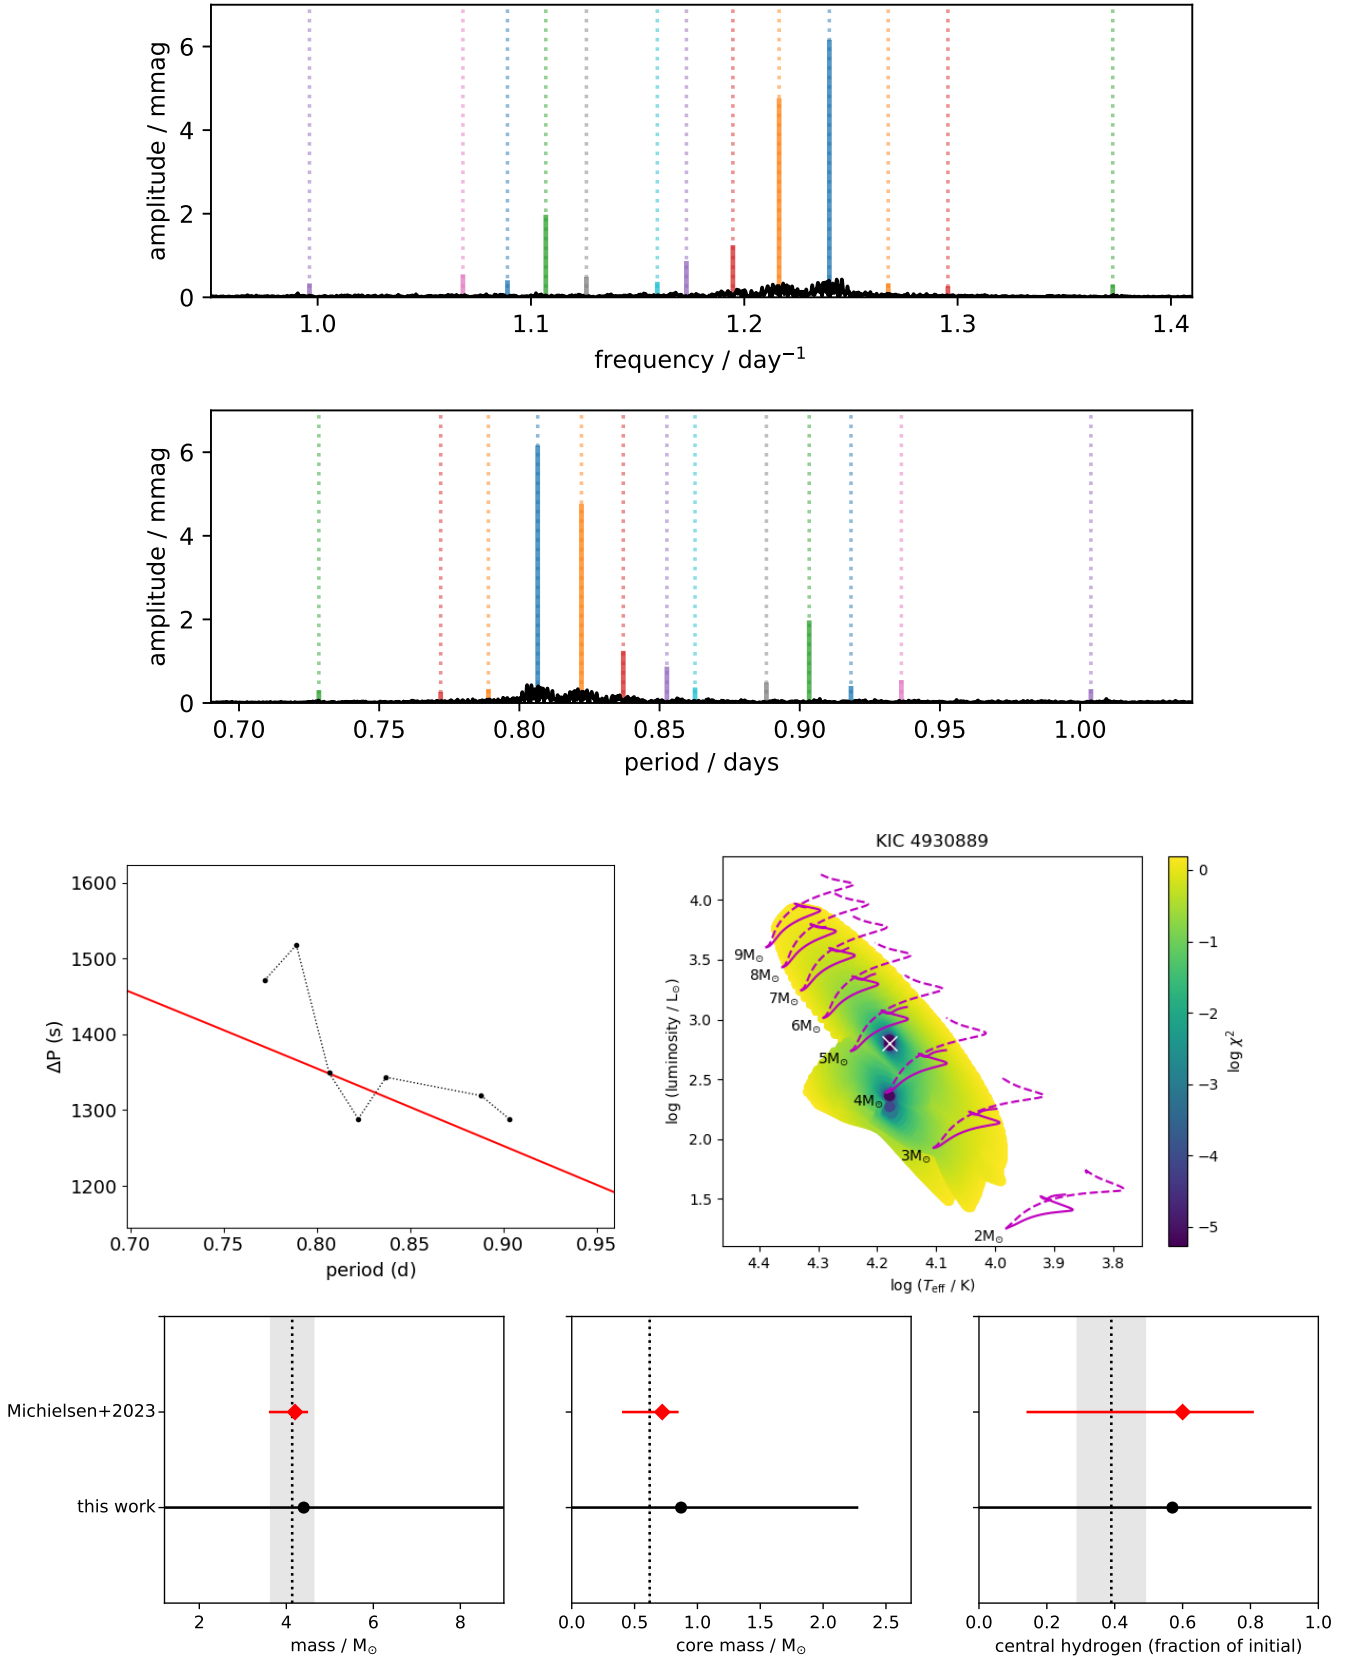 amplitude / mmag
6
4
2
0
1.0 1.1 1.2 1.3 1.4
frequency / day⁻¹
amplitude / mmag
6
4
2
0
0.70 0.75 0.80 0.85 0.90 0.95 1.00
period / days
ΔP (s)
1600
1500
1400
1300
1200
0.70 0.75 0.80 0.85 0.90 0.95
period (d)
KIC 4930889
log (luminosity / L⊙)
4.0
3.5
3.0
2.5
2.0
1.5
9M⊙
8M⊙
7M⊙
6M⊙
5M⊙
4M⊙
3M⊙
2M⊙
4.4 4.3 4.2 4.1 4.0 3.9 3.8
log (Teff / K)
0
−1
−2
−3
−4
−5
log χ²
Michielsen+2023
this work
2 4 6 8
mass / M⊙
0.0 0.5 1.0 1.5 2.0 2.5
core mass / M⊙
0.0 0.2 0.4 0.6 0.8 1.0
central hydrogen (fraction of initial)